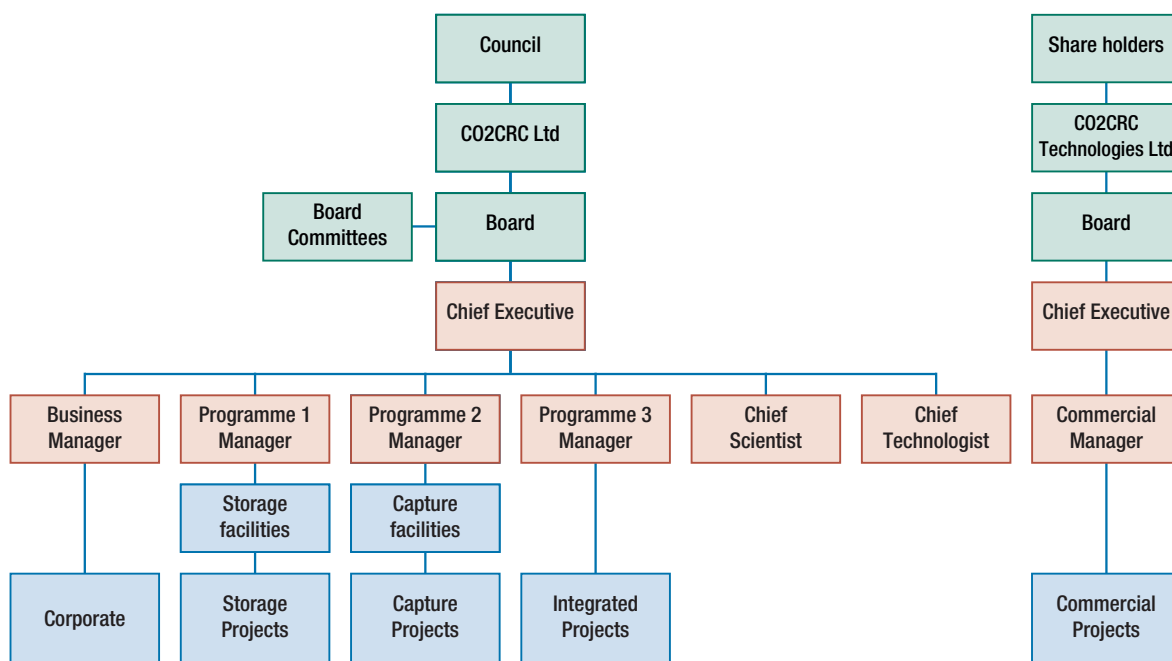 Council
Share holders
CO2CRC Ltd
CO2CRC
Technologies Ltd
Board
Committees
Board
Board
Chief Executive
Chief Executive
Business
Manager
Programme 1
Manager
Programme 2
Manager
Programme 3
Manager
Chief
Scientist
Chief
Technologist
Commercial
Manager
Storage
facilities
Capture
facilities
Corporate
Storage
Projects
Capture
Projects
Integrated
Projects
Commercial
Projects